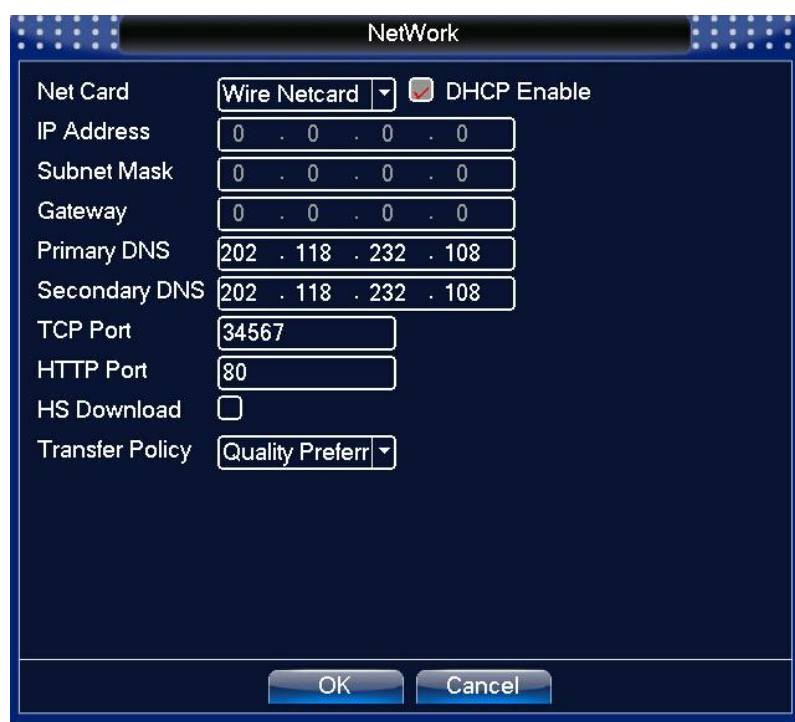 NetWork
Net Card Wire Netcard DHCP Enable
IP Address 0 . 0 . 0 . 0
Subnet Mask 0 . 0 . 0 . 0
Gateway 0 . 0 . 0 . 0
Primary DNS 202 . 118 . 232 . 108
Secondary DNS 202 . 118 . 232 . 108
TCP Port 34567
HTTP Port 80
HS Download
Transfer Policy Quality Preferr
OK Cancel